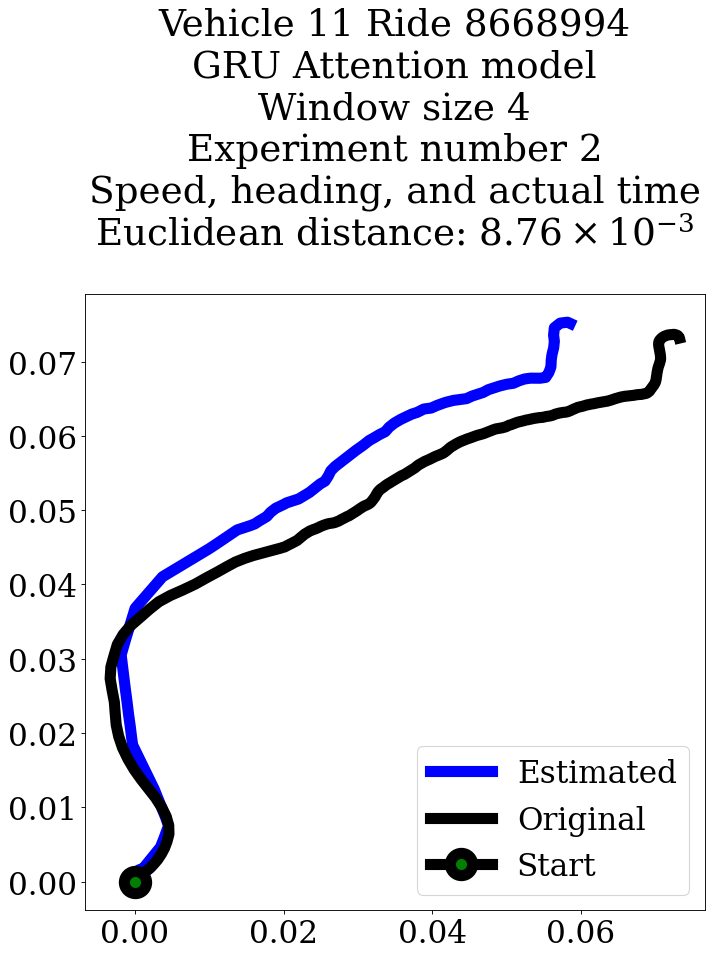 Vehicle 11 Ride 8668994
GRU Attention model
Window size 4
Experiment number 2
Speed, heading, and actual time
Euclidean distance: 8.76 × 10⁻³
0.07
0.06
0.05
0.04
0.03
0.02
0.01
0.00
Estimated
Original
Start
0.00 0.02 0.04 0.06